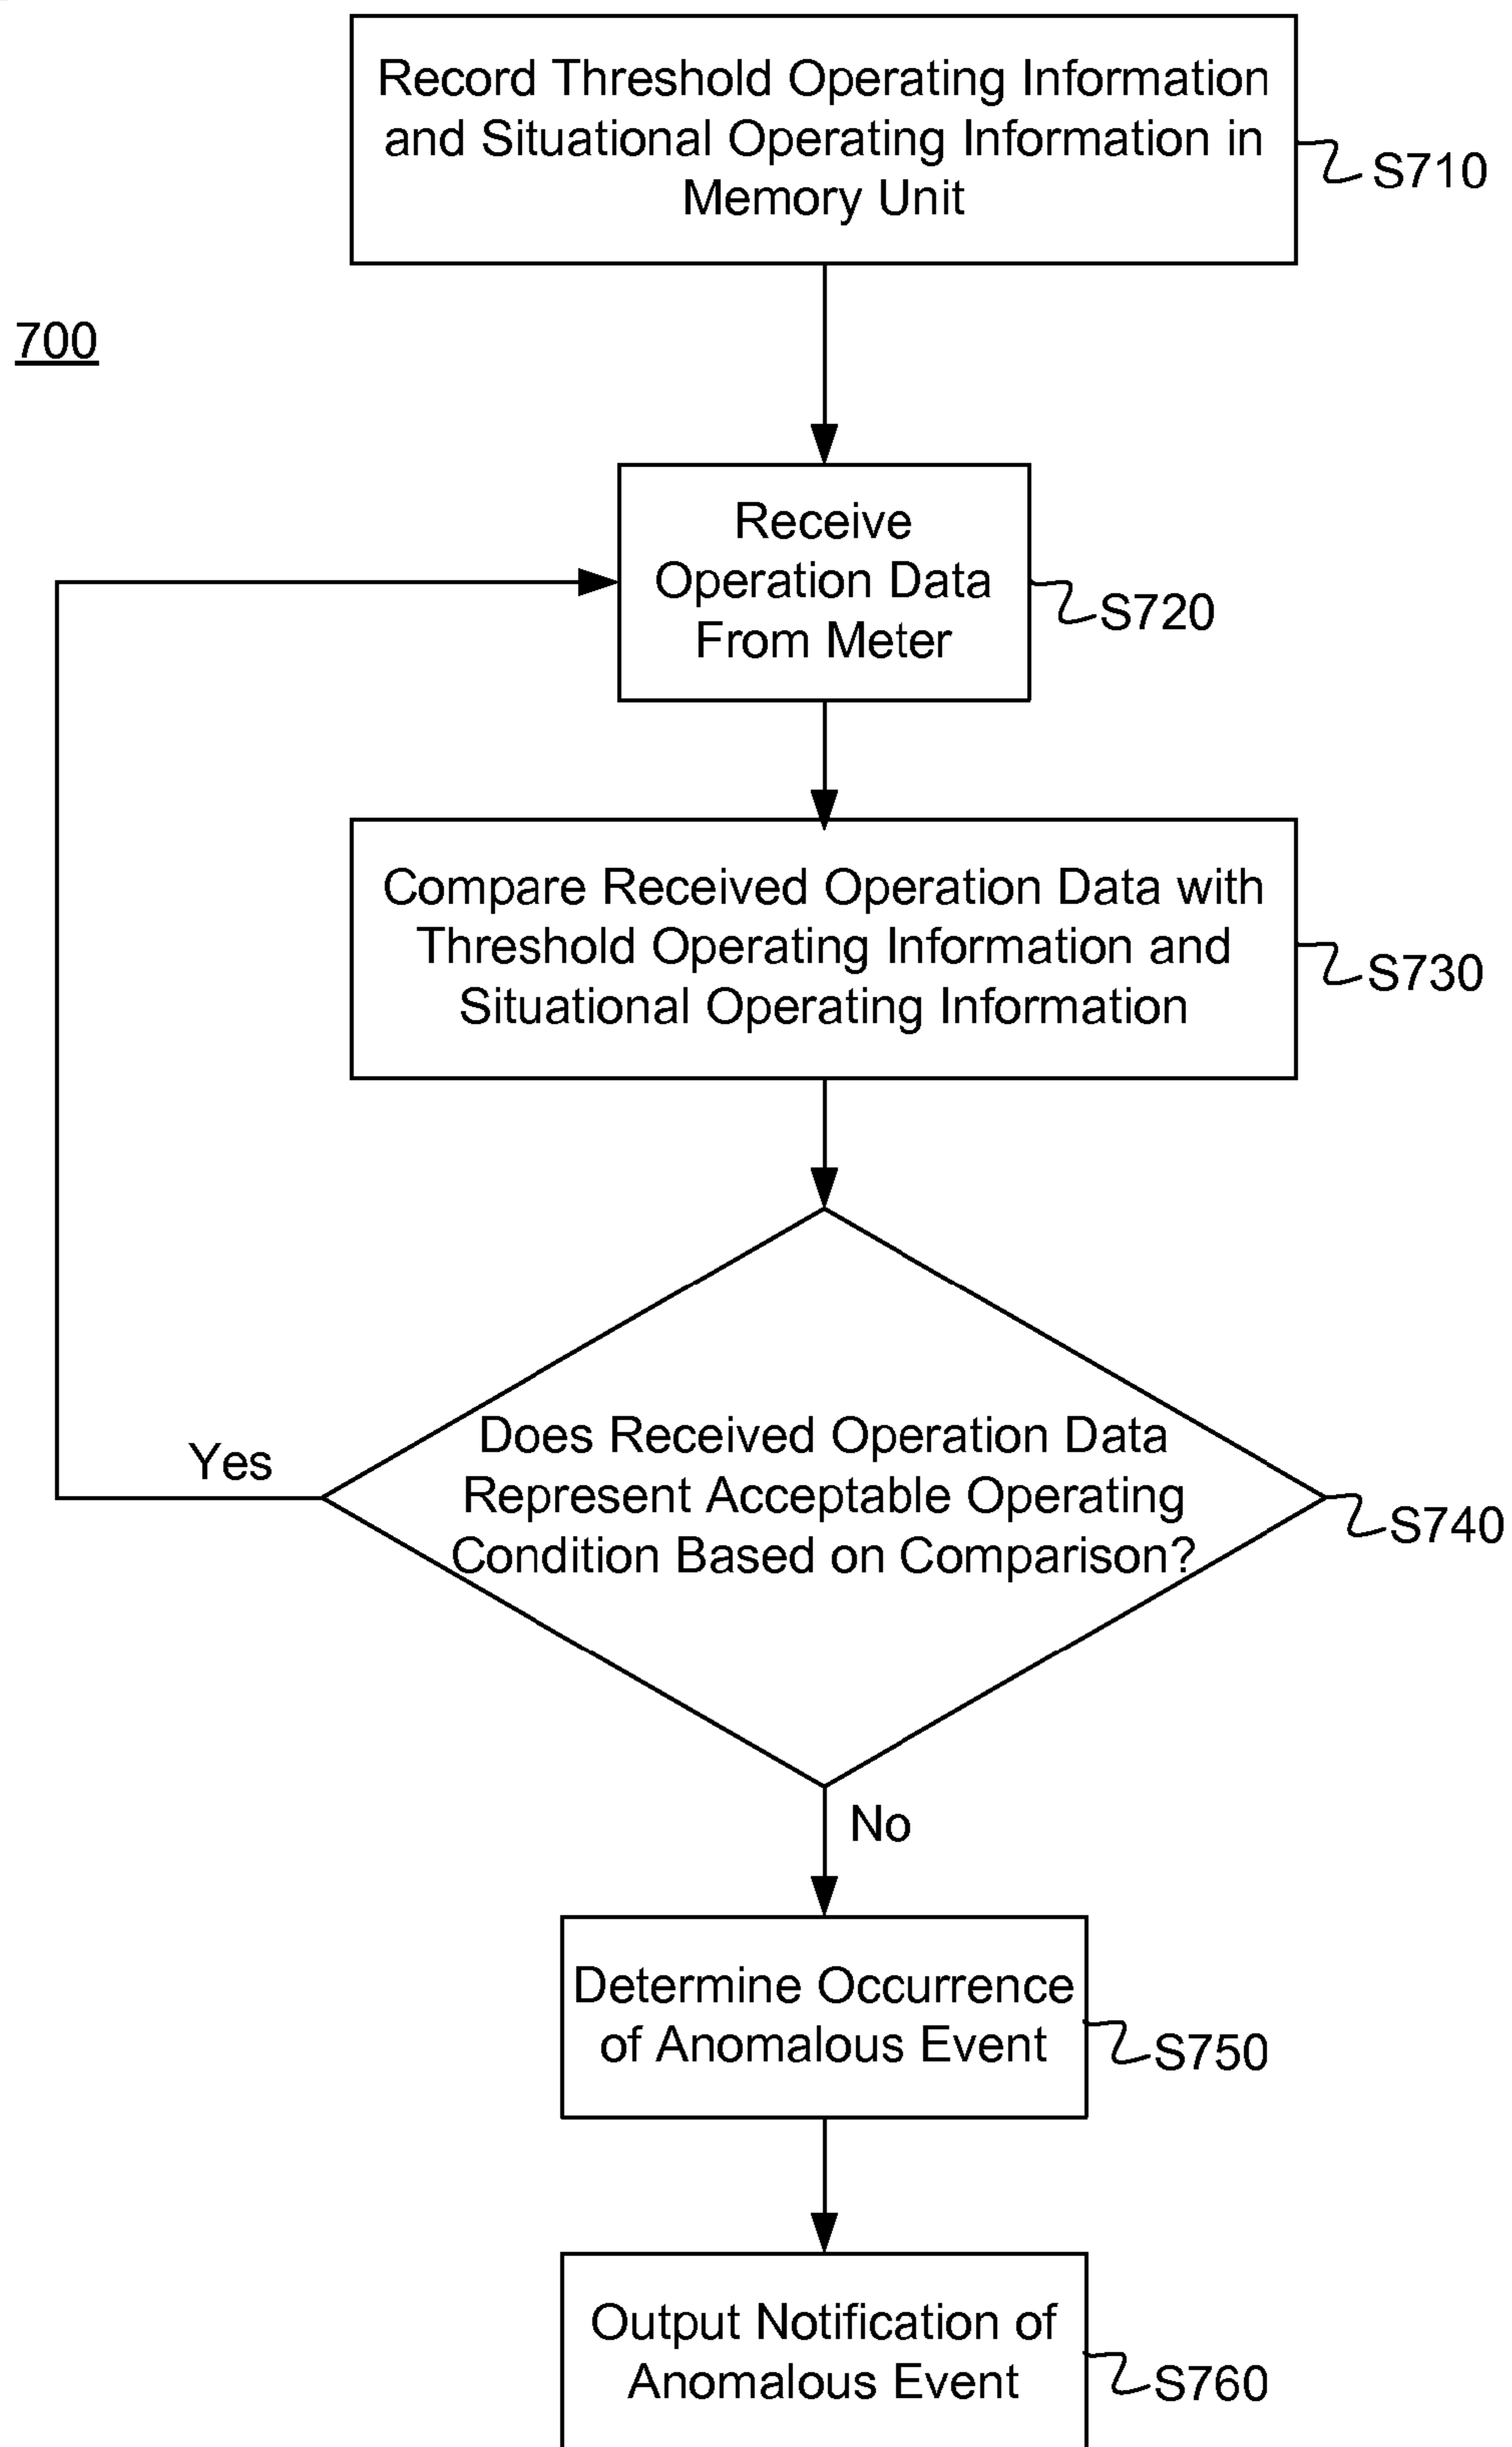 Record Threshold Operating Information
and Situational Operating Information in
Memory Unit
S710
700
Receive
Operation Data
From Meter
S720
Compare Received Operation Data with
Threshold Operating Information and
Situational Operating Information
S730
Does Received Operation Data
Represent Acceptable Operating
Condition Based on Comparison?
Yes
S740
No
Determine Occurrence
of Anomalous Event
S750
Output Notification of
Anomalous Event
S760